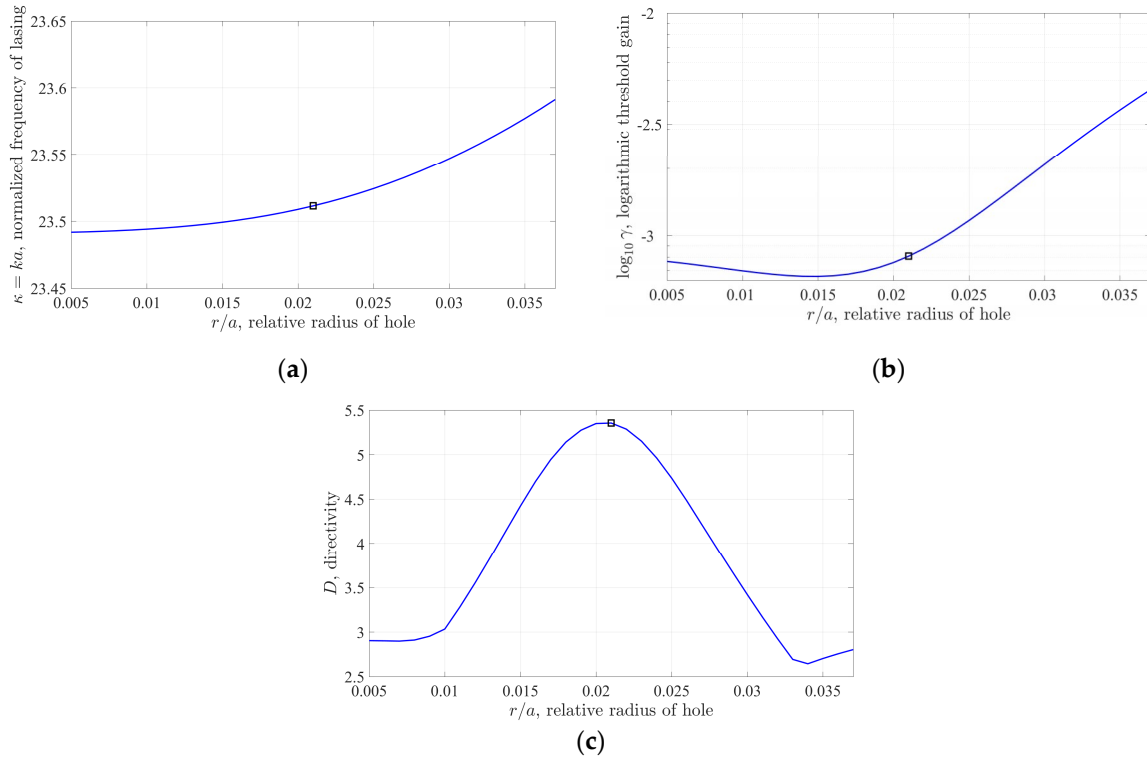 23.65
23.6
23.55
23.5
23.45
κ = ka, normalized frequency of lasing
0.005 0.01 0.015 0.02 0.025 0.03 0.035
r/a, relative radius of hole
(a)
-2
-2.5
-3
log₁₀ γ, logarithmic threshold gain
0.005 0.01 0.015 0.02 0.025 0.03 0.035
r/a, relative radius of hole
(b)
5.5
5
4.5
4
3.5
3
2.5
D, directivity
0.005 0.01 0.015 0.02 0.025 0.03 0.035
r/a, relative radius of hole
(c)